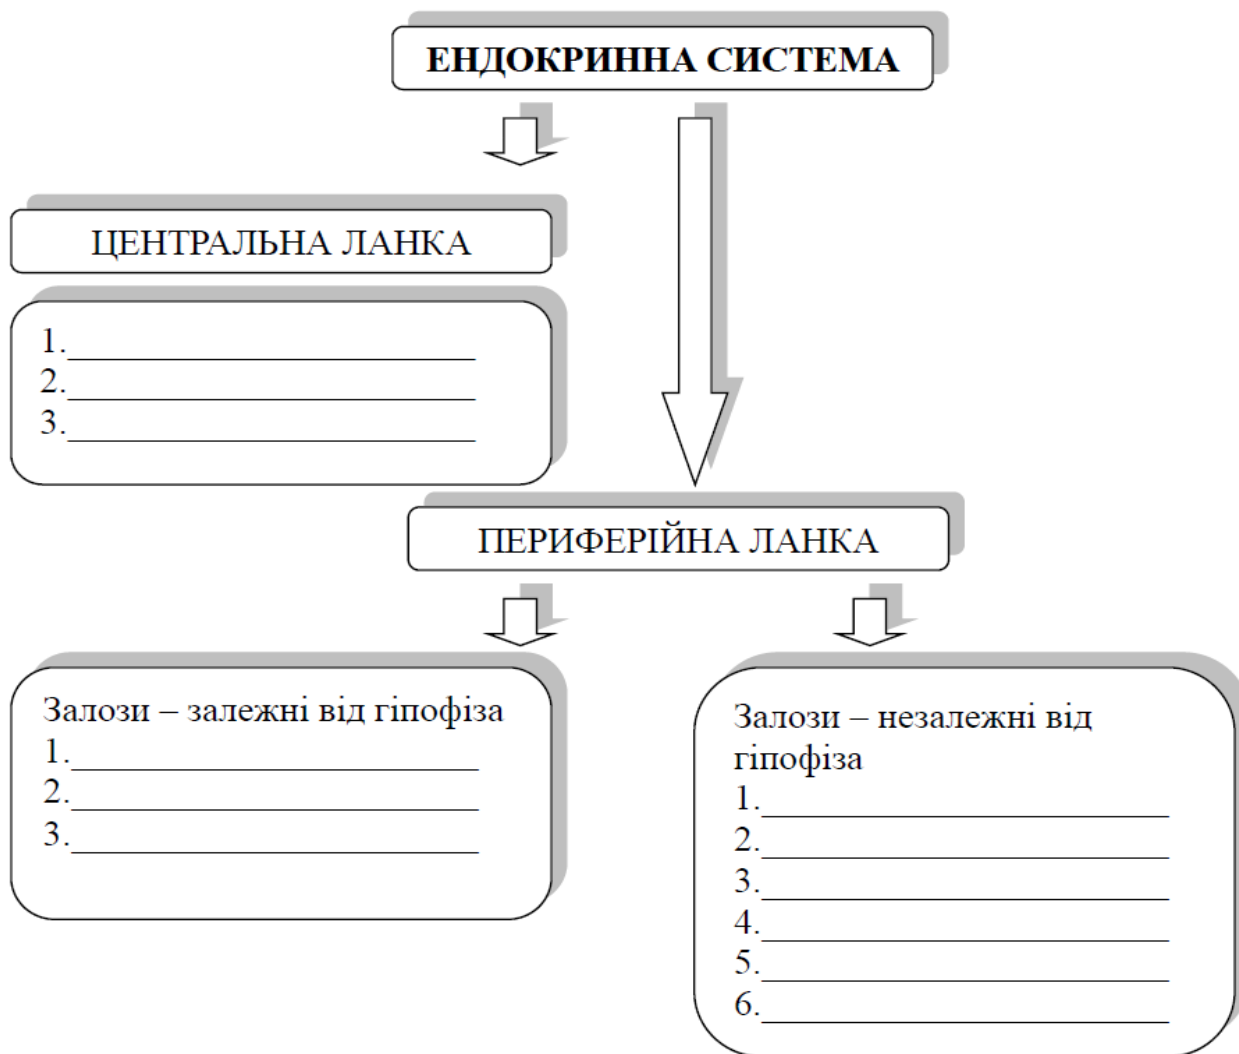 ЕНДОКРИННА СИСТЕМА
ЦЕНТРАЛЬНА ЛАНКА
1.
2.
3.
ПЕРИФЕРІЙНА ЛАНКА
Залози – залежні від гіпофіза
1.
2.
3.
Залози – незалежні від
гіпофіза
1.
2.
3.
4.
5.
6.